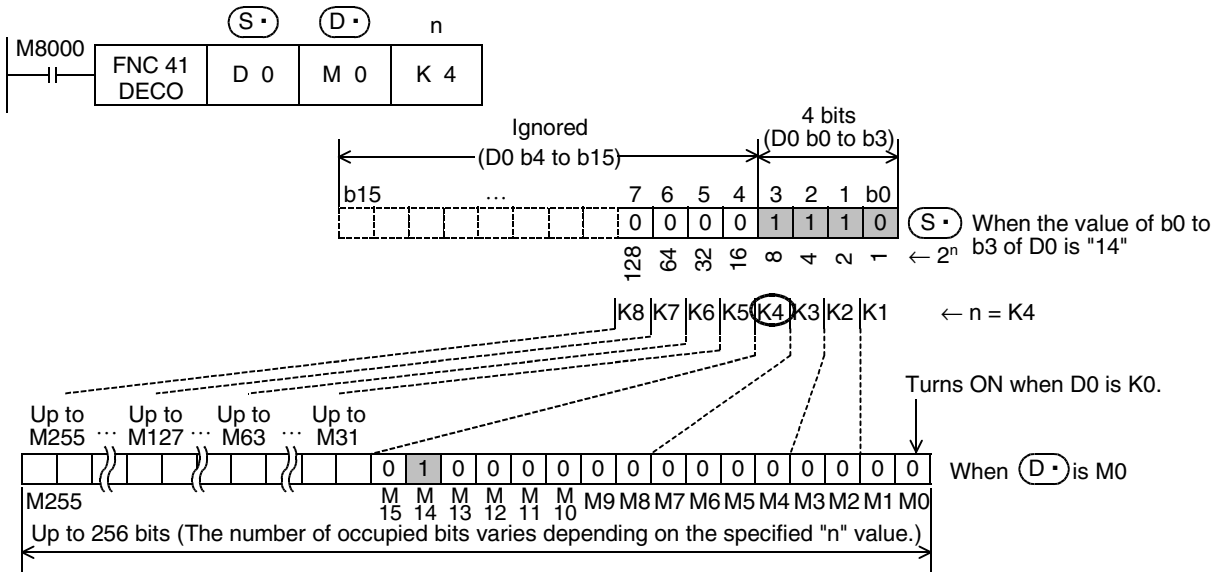 S· D· n
M8000
FNC 41 DECO D 0 M 0 K 4
Ignored
(D0 b4 to b15)
4 bits
(D0 b0 to b3)
b15 ... 7 6 5 4 3 2 1 b0
0 0 0 0 1 1 1 0
S· When the value of b0 to b3 of D0 is "14"
128 64 32 16 8 4 2 1 ← 2ⁿ
K8 K7 K6 K5 K4 K3 K2 K1 ← n = K4
Turns ON when D0 is K0.
Up to M255 ... Up to M127 ... Up to M63 ... Up to M31
0 1 0 0 0 0 0 0 0 0 0 0 0 0 0 0
When D· is M0
M255 M15 M14 M13 M12 M11 M10 M9 M8 M7 M6 M5 M4 M3 M2 M1 M0
Up to 256 bits (The number of occupied bits varies depending on the specified "n" value.)